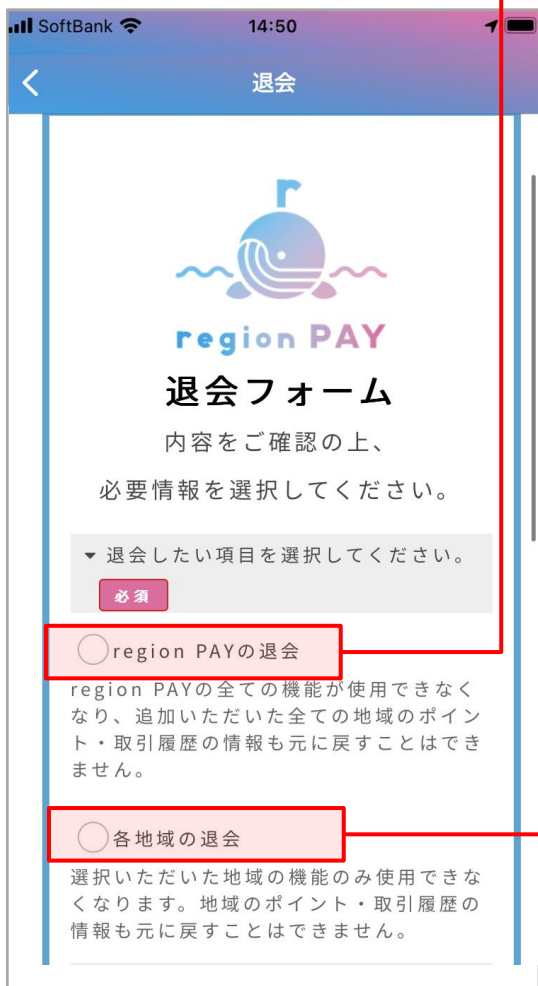 SoftBank 14:50
退会
r
region PAY
退会フォーム
内容をご確認の上、
必要情報を選択してください。
▼ 退会したい項目を選択してください。
必須
region PAYの退会
region PAYの全ての機能が使用できなく
なり、追加いただいた全ての地域のポイン
ト・取引履歴の情報も元に戻すことはでき
ません。
各地域の退会
選択いただいた地域の機能のみ使用できな
くなります。地域のポイント・取引履歴の
情報も元に戻すことはできません。